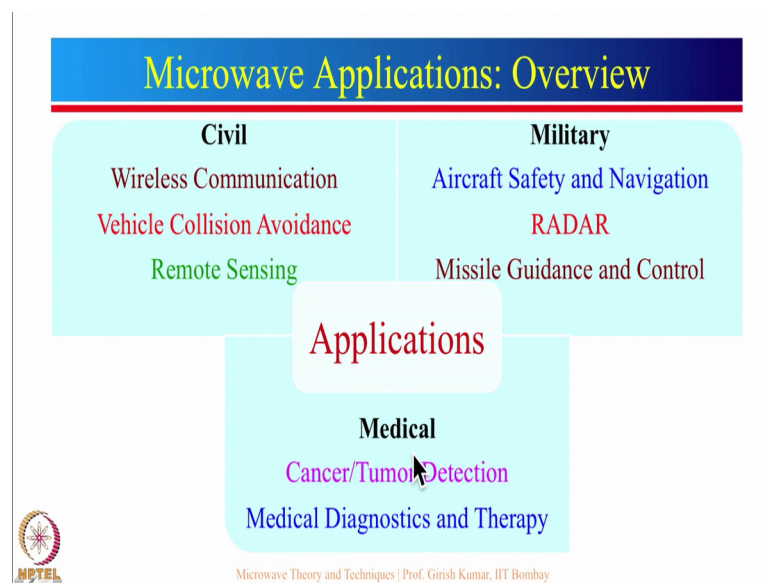 Microwave Applications: Overview
Civil
Wireless Communication
Vehicle Collision Avoidance
Remote Sensing
Military
Aircraft Safety and Navigation
RADAR
Missile Guidance and Control
Applications
Medical
Cancer/Tumor Detection
Medical Diagnostics and Therapy
NPTEL
Microwave Theory and Techniques | Prof. Girish Kumar, IIT Bombay